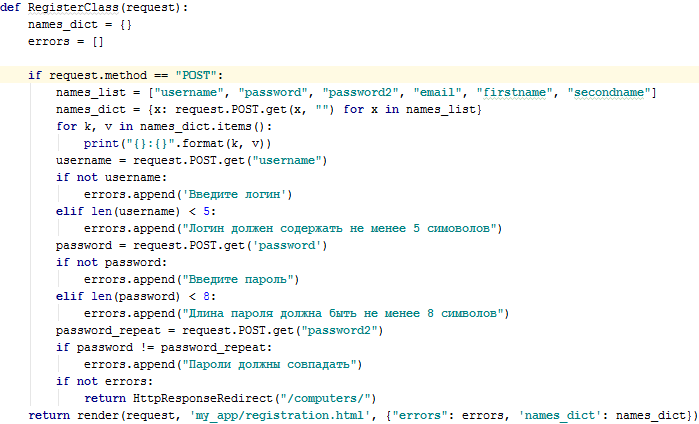 def RegisterClass(request):
    names_dict = {}
    errors = []

    if request.method == "POST":
        names_list = ["username", "password", "password2", "email", "firstname", "secondname"]
        names_dict = {x: request.POST.get(x, "") for x in names_list}
        for k, v in names_dict.items():
            print("{}:{}".format(k, v))
        username = request.POST.get("username")
        if not username:
            errors.append('Введите логин')
        elif len(username) < 5:
            errors.append("Логин должен содержать не менее 5 симоволов")
        password = request.POST.get('password')
        if not password:
            errors.append("Введите пароль")
        elif len(password) < 8:
            errors.append("Длина пароля должна быть не менее 8 символов")
        password_repeat = request.POST.get("password2")
        if password != password_repeat:
            errors.append("Пароли должны совпадать")
        if not errors:
            return HttpResponseRedirect("/computers/")
    return render(request, 'my_app/registration.html', {"errors": errors, 'names_dict': names_dict})